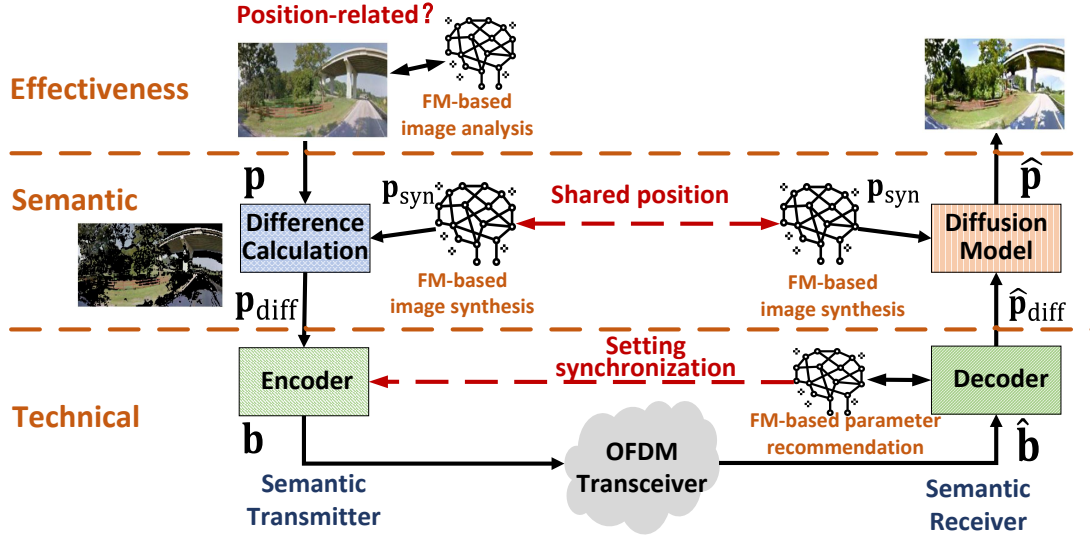 Position-related?
FM-based
image analysis
Effectiveness
Semantic
p
p_syn
Shared position
p_syn
p̂
Difference
Calculation
Diffusion
Model
FM-based
image synthesis
FM-based
image synthesis
p_diff
p̂_diff
Technical
Encoder
Setting
synchronization
Decoder
FM-based parameter
recommendation
b
OFDM
Transceiver
b̂
Semantic
Transmitter
Semantic
Receiver